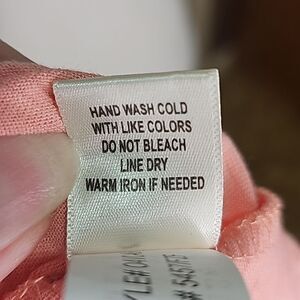 HAND WASH COLD
WITH LIKE COLORS
DO NOT BLEACH
LINE DRY
WARM IRON IF NEEDED